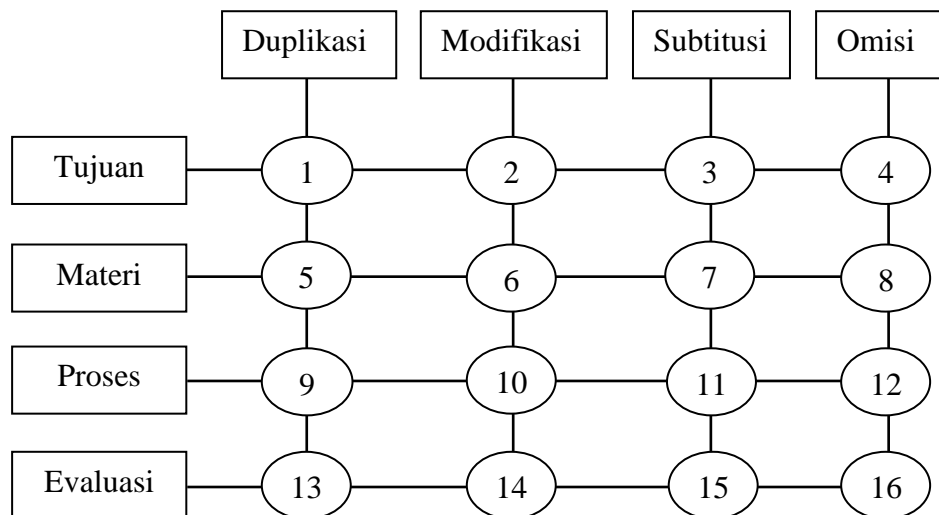 Duplikasi Modifikasi Subtitusi Omisi
Tujuan 1 2 3 4
Materi 5 6 7 8
Proses 9 10 11 12
Evaluasi 13 14 15 16